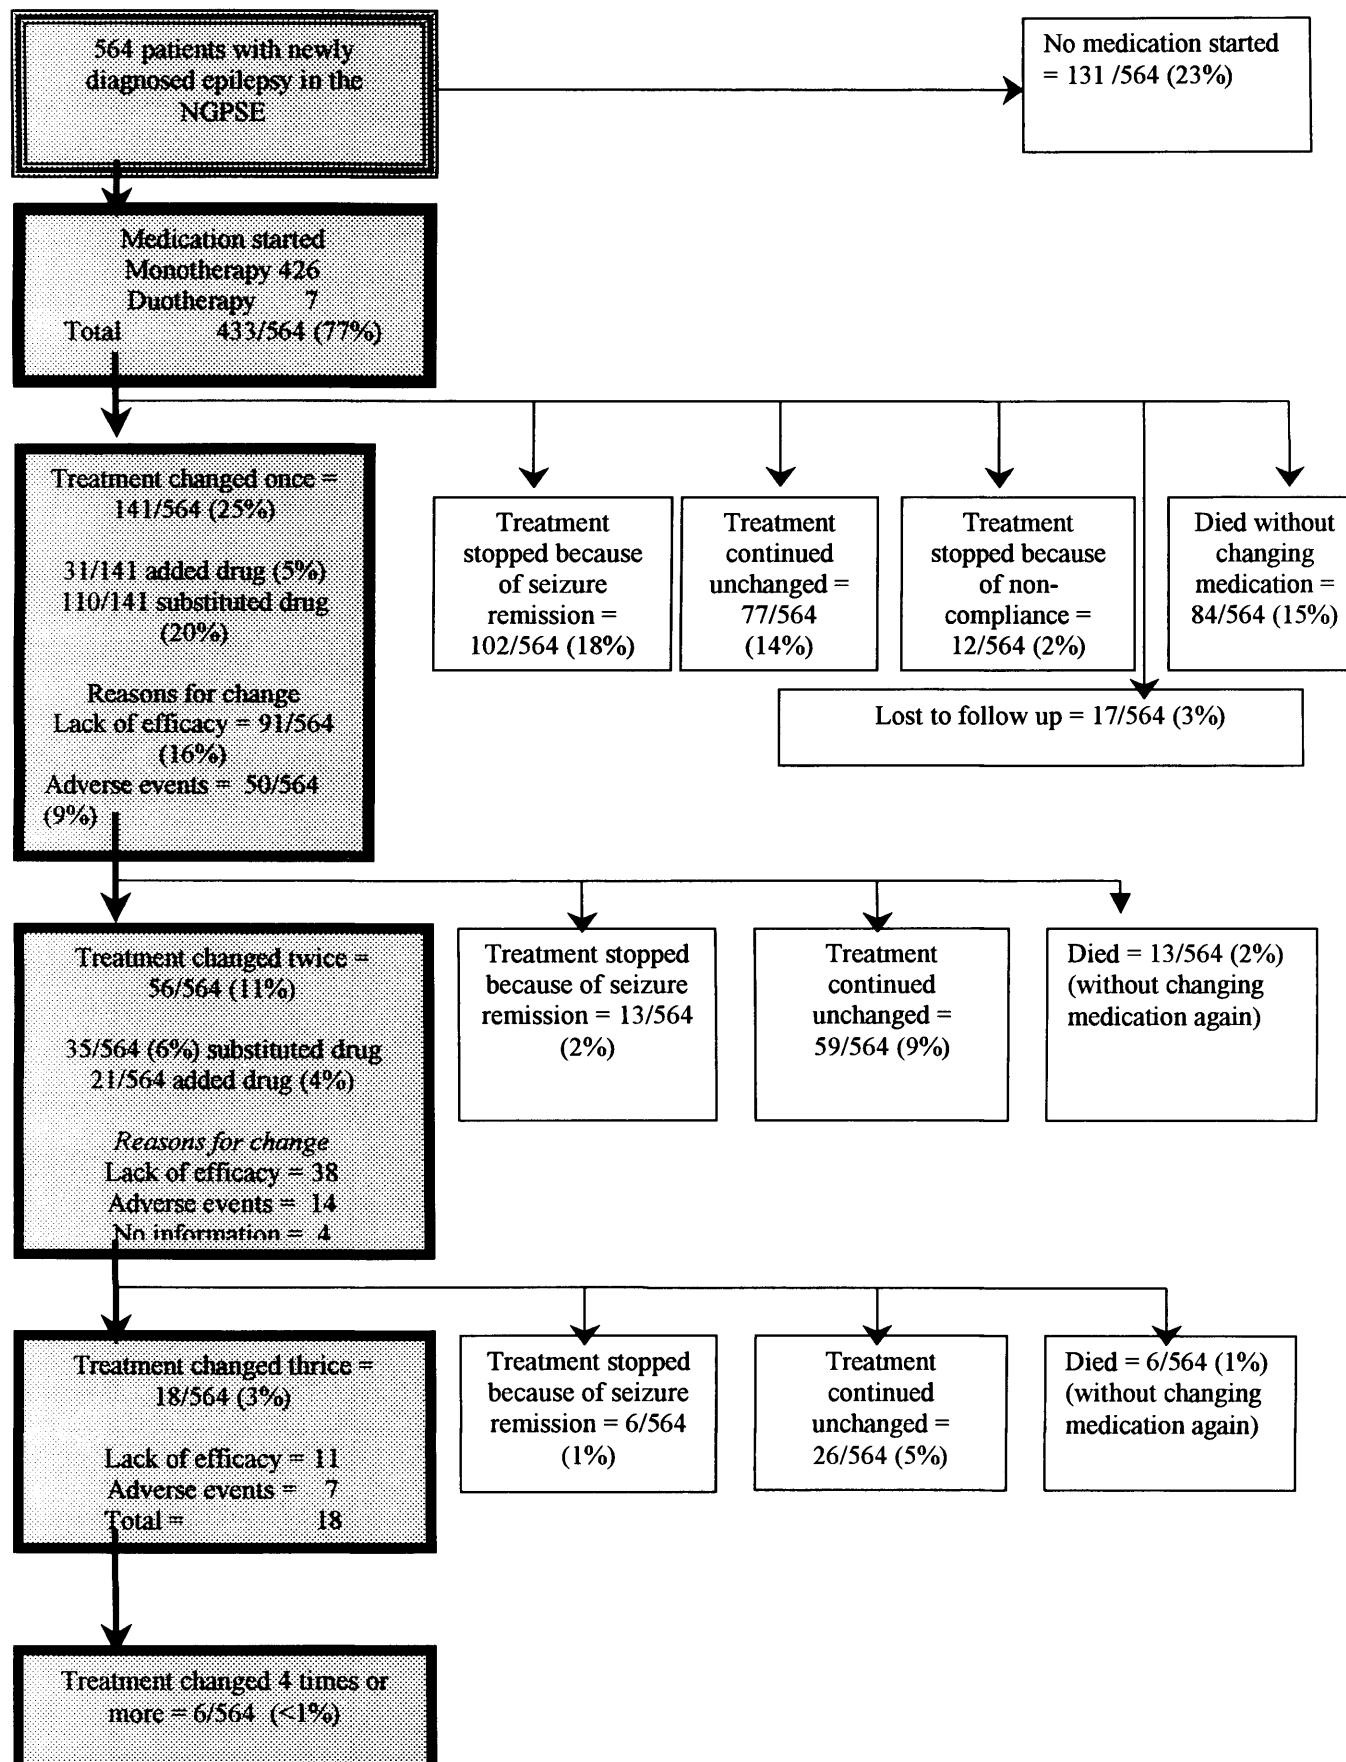 564 patients with newly
diagnosed epilepsy in the
NGPSE
No medication started
= 131 /564 (23%)
Medication started
Monotherapy 426
Duotherapy 7
Total 433/564 (77%)
Treatment changed once =
141/564 (25%)
31/141 added drug (5%)
110/141 substituted drug
(20%)
Reasons for change
Lack of efficacy = 91/564
(16%)
Adverse events = 50/564
(9%)
Treatment
stopped because
of seizure
remission =
102/564 (18%)
Treatment
continued
unchanged =
77/564
(14%)
Treatment
stopped because
of non-
compliance =
12/564 (2%)
Died without
changing
medication =
84/564 (15%)
Lost to follow up = 17/564 (3%)
Treatment changed twice =
56/564 (11%)
35/564 (6%) substituted drug
21/564 added drug (4%)
Reasons for change
Lack of efficacy = 38
Adverse events = 14
No information = 4
Treatment stopped
because of seizure
remission = 13/564
(2%)
Treatment
continued
unchanged =
59/564 (9%)
Died = 13/564 (2%)
(without changing
medication again)
Treatment changed thrice =
18/564 (3%)
Lack of efficacy = 11
Adverse events = 7
Total = 18
Treatment stopped
because of seizure
remission = 6/564
(1%)
Treatment
continued
unchanged =
26/564 (5%)
Died = 6/564 (1%)
(without changing
medication again)
Treatment changed 4 times or
more = 6/564 (<1%)